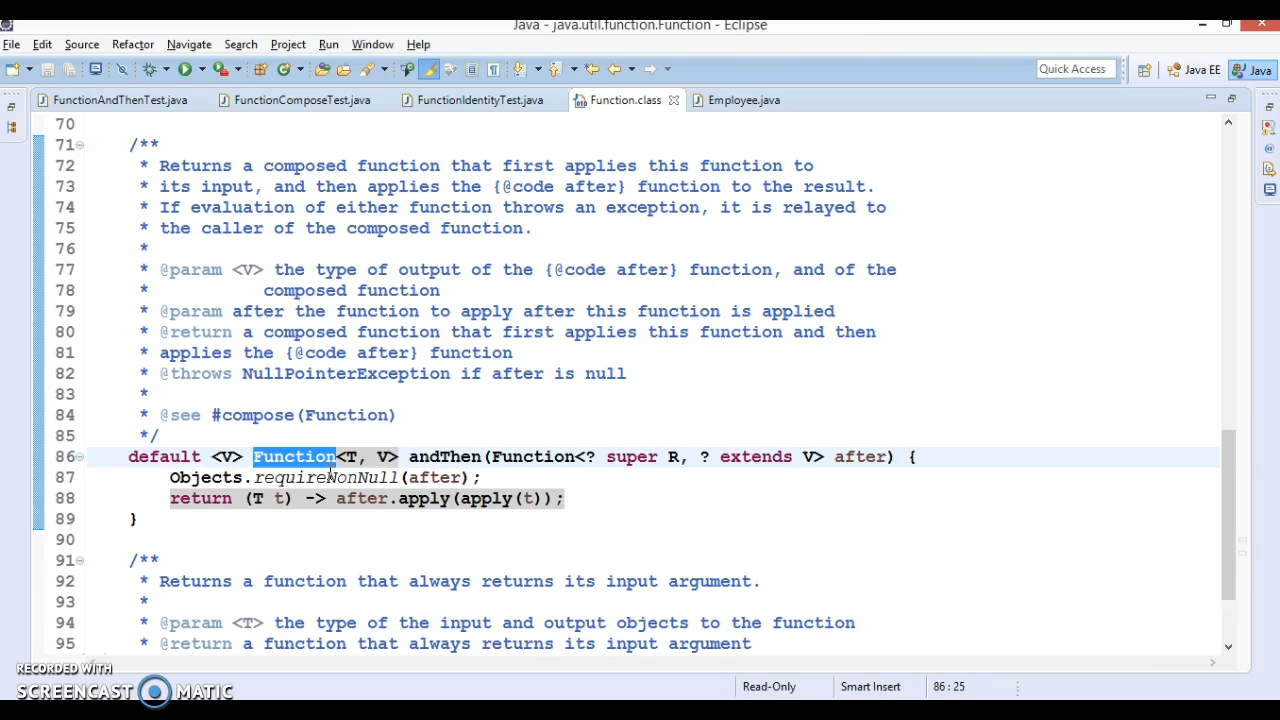 Java - java.util.function.Function - Eclipse
File Edit Source Refactor Navigate Search Project Run Window Help
Quick Access Java EE Java
FunctionAndThenTest.java FunctionComposeTest.java FunctionIdentityTest.java Function.class Employee.java
70
71 /**
72 * Returns a composed function that first applies this function to
73 * its input, and then applies the {@code after} function to the result.
74 * If evaluation of either function throws an exception, it is relayed to
75 * the caller of the composed function.
76 *
77 * @param <V> the type of output of the {@code after} function, and of the
78 * composed function
79 * @param after the function to apply after this function is applied
80 * @return a composed function that first applies this function and then
81 * applies the {@code after} function
82 * @throws NullPointerException if after is null
83 *
84 * @see #compose(Function)
85 */
86 default <V> Function<T, V> andThen(Function<? super R, ? extends V> after) {
87 Objects.requireNonNull(after);
88 return (T t) -> after.apply(apply(t));
89 }
90
91 /**
92 * Returns a function that always returns its input argument.
93 *
94 * @param <T> the type of the input and output objects to the function
95 * @return a function that always returns its input argument
RECORDED WITH
SCREENCAST MATIC
Read-Only Smart Insert 86 : 25